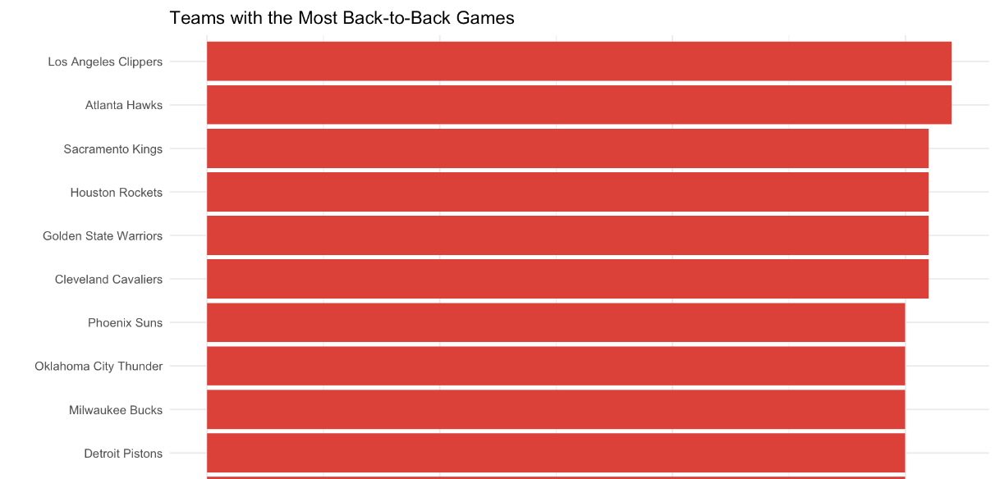 Teams with the Most Back-to-Back Games
Los Angeles Clippers
Atlanta Hawks
Sacramento Kings
Houston Rockets
Golden State Warriors
Cleveland Cavaliers
Phoenix Suns
Oklahoma City Thunder
Milwaukee Bucks
Detroit Pistons